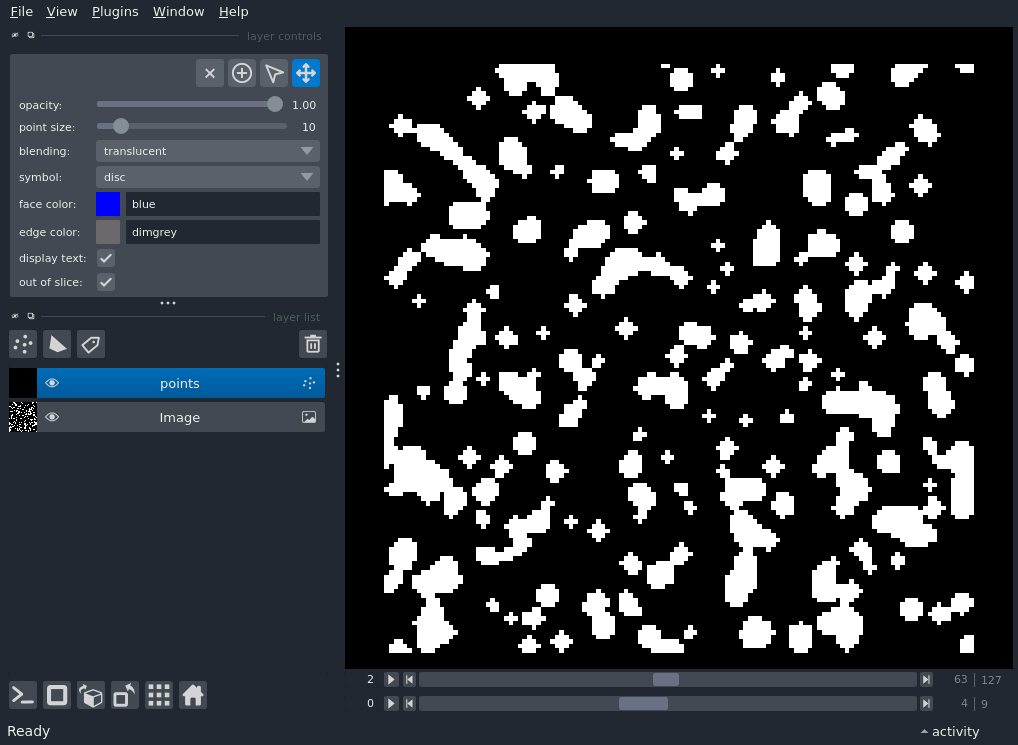 File View Plugins Window Help
layer controls
opacity: 1.00
point size: 10
blending: translucent
symbol: disc
face color: blue
edge color: dimgrey
display text:
out of slice:
layer list
points
Image
2 63 127
0 4 9
Ready activity